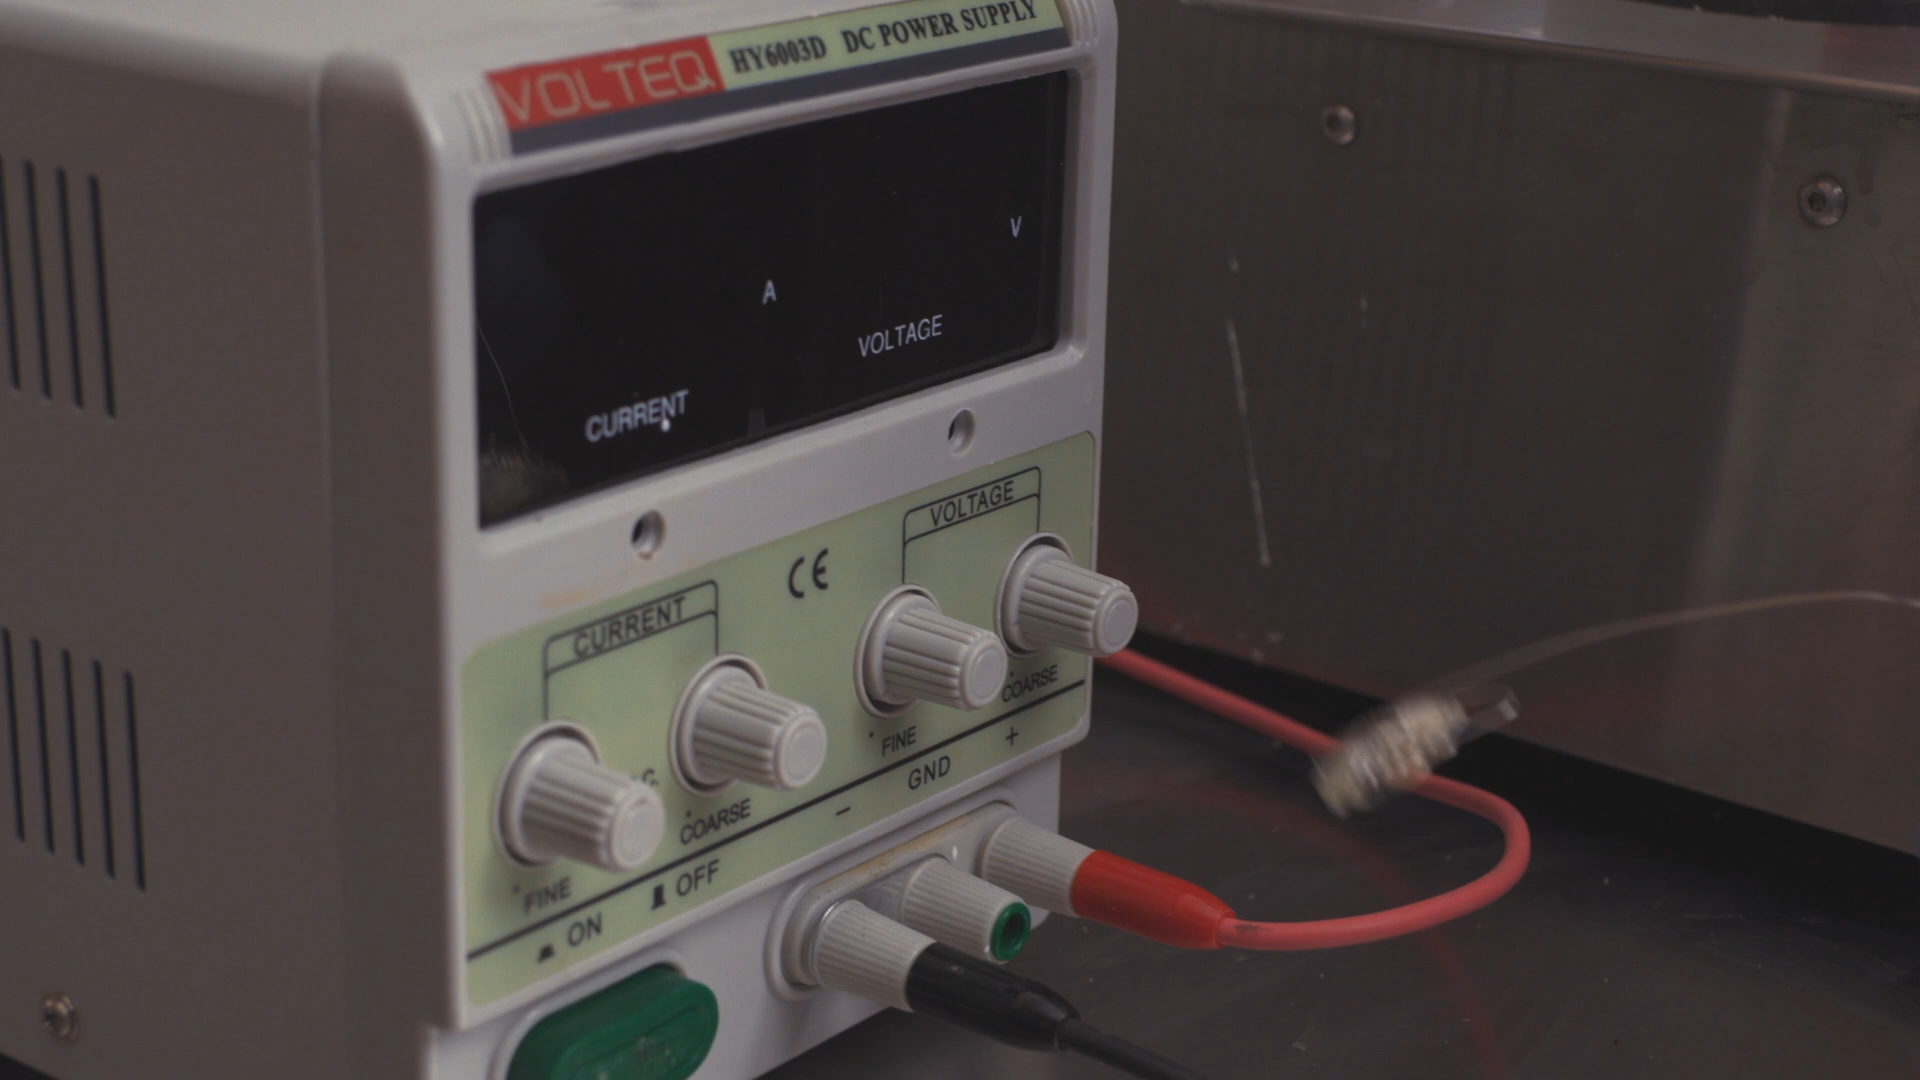 VOLTEQ HY6003D DC POWER SUPPLY
V
A
VOLTAGE
CURRENT
VOLTAGE
CE
CURRENT
COARSE
FINE
+
GND
-
COARSE
FINE
OFF
ON